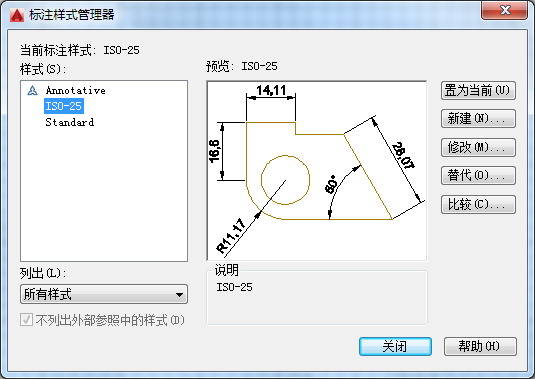 标注样式管理器
当前标注样式: ISO-25
样式(S):
Annotative
ISO-25
Standard
预览: ISO-25
14,11
16,6
28,07
60°
R11,17
置为当前(U)
新建(N)...
修改(M)...
替代(O)...
比较(C)...
列出(L):
所有样式
不列出外部参照中的样式(D)
说明
ISO-25
关闭
帮助(H)